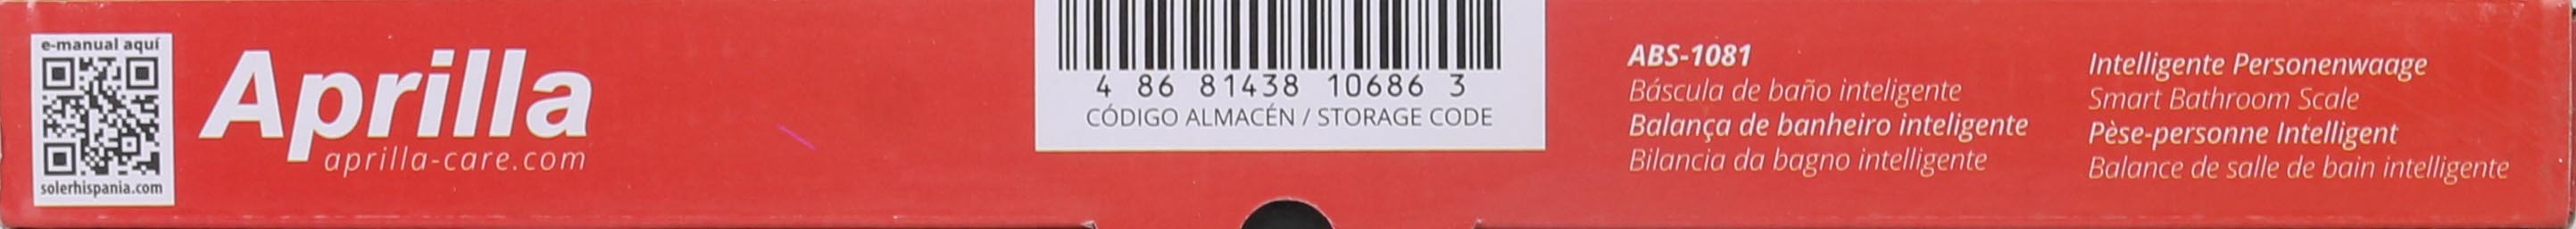 e-manual aquí
solerhispania.com
Aprilla
aprilla-care.com
4 86 81438 10686 3
CÓDIGO ALMACÉN / STORAGE CODE
ABS-1081
Báscula de baño inteligente
Balança de banheiro inteligente
Bilancia da bagno intelligente
Intelligente Personenwaage
Smart Bathroom Scale
Pèse-personne Intelligent
Balance de salle de bain intelligente